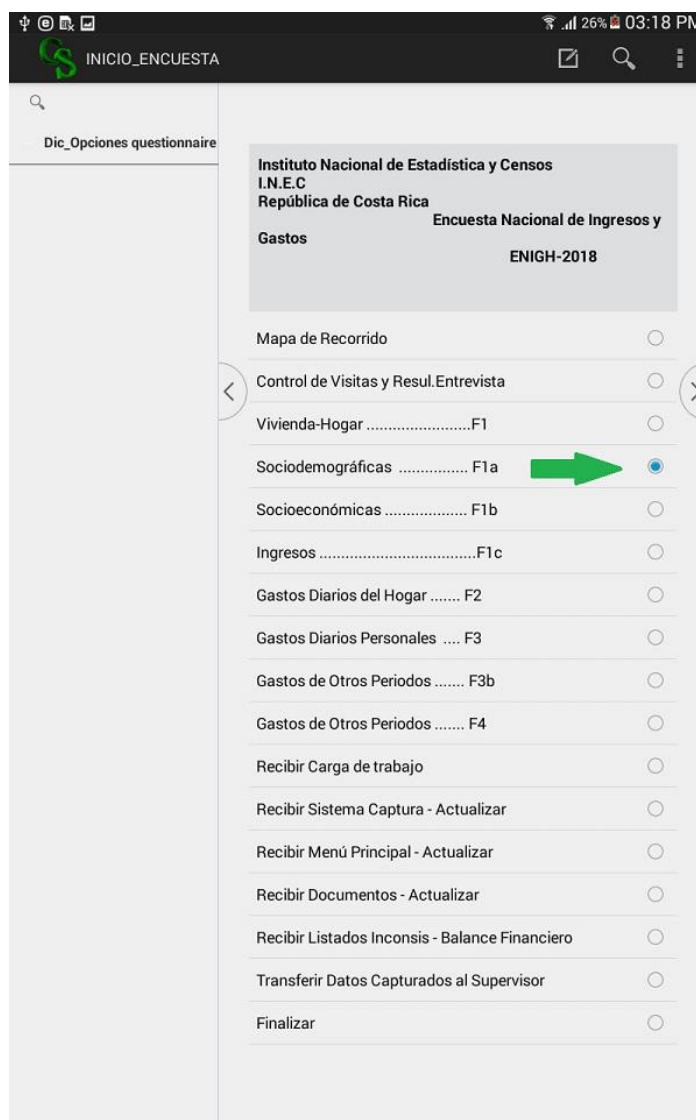 26% 03:18 PM
CS INICIO_ENCUESTA
Dic_Opciones questionnaire
Instituto Nacional de Estadística y Censos
I.N.E.C
República de Costa Rica
Encuesta Nacional de Ingresos y
Gastos
ENIGH-2018
Mapa de Recorrido
Control de Visitas y Resul.Entrevista
Vivienda-Hogar ........................F1
Sociodemográficas ................ F1a
Socioeconómicas ................... F1b
Ingresos ....................................F1c
Gastos Diarios del Hogar ....... F2
Gastos Diarios Personales .... F3
Gastos de Otros Periodos ....... F3b
Gastos de Otros Periodos ....... F4
Recibir Carga de trabajo
Recibir Sistema Captura - Actualizar
Recibir Menú Principal - Actualizar
Recibir Documentos - Actualizar
Recibir Listados Inconsis - Balance Financiero
Transferir Datos Capturados al Supervisor
Finalizar